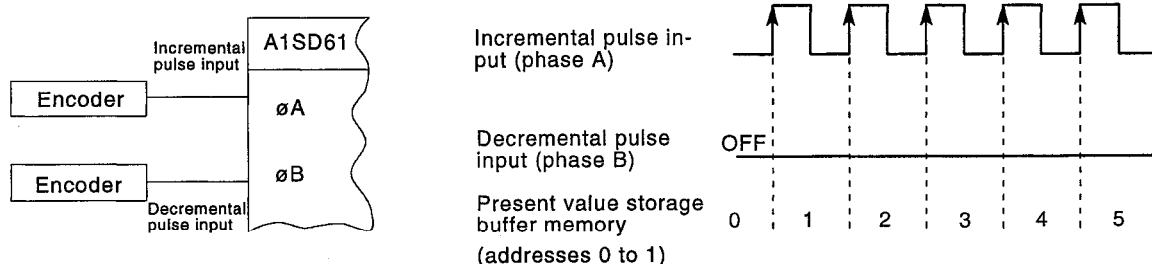 Incremental
pulse input
A1SD61
Encoder
øA
Encoder
øB
Decremental
pulse input
Incremental pulse in-
put (phase A)
Decremental pulse
input (phase B)
OFF
Present value storage
buffer memory
(addresses 0 to 1)
0 1 2 3 4 5